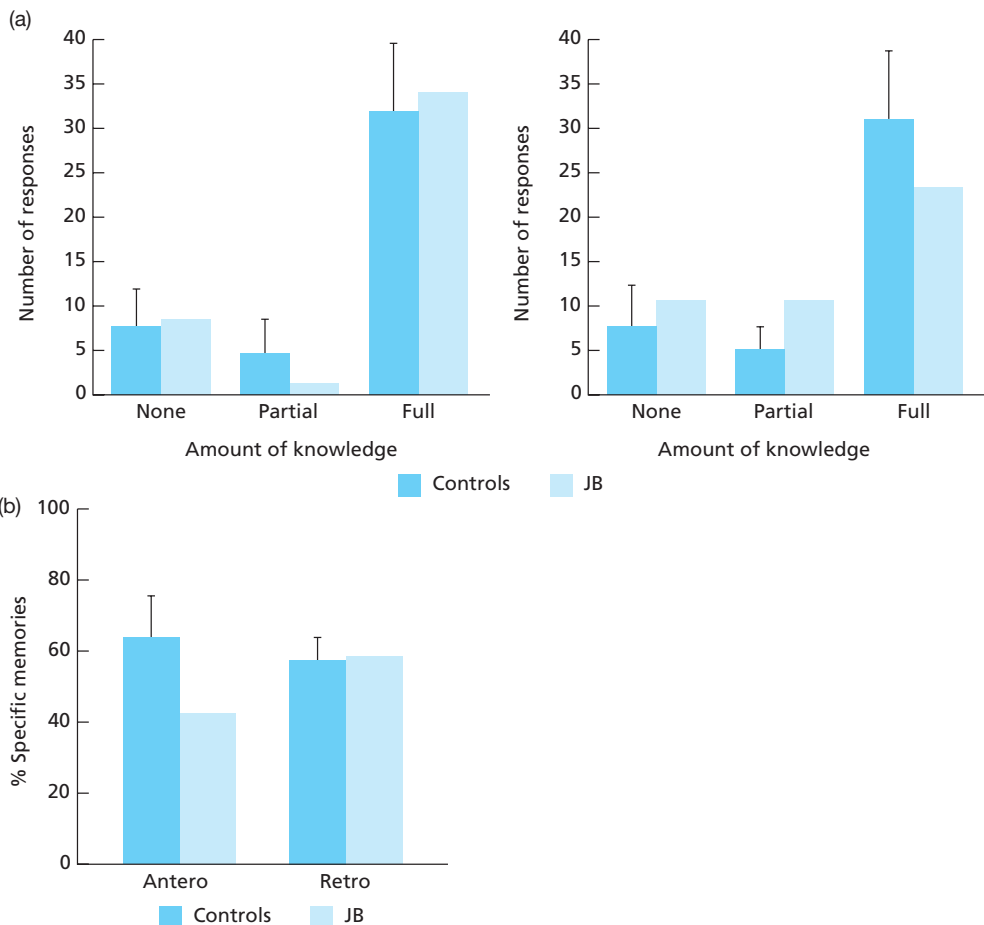 (a)
40
35
30
25
20
15
10
5
0
Number of responses
None Partial Full
Amount of knowledge
40
35
30
25
20
15
10
5
0
Number of responses
None Partial Full
Amount of knowledge
Controls JB
(b)
100
80
60
40
20
0
% Specific memories
Antero Retro
Controls JB